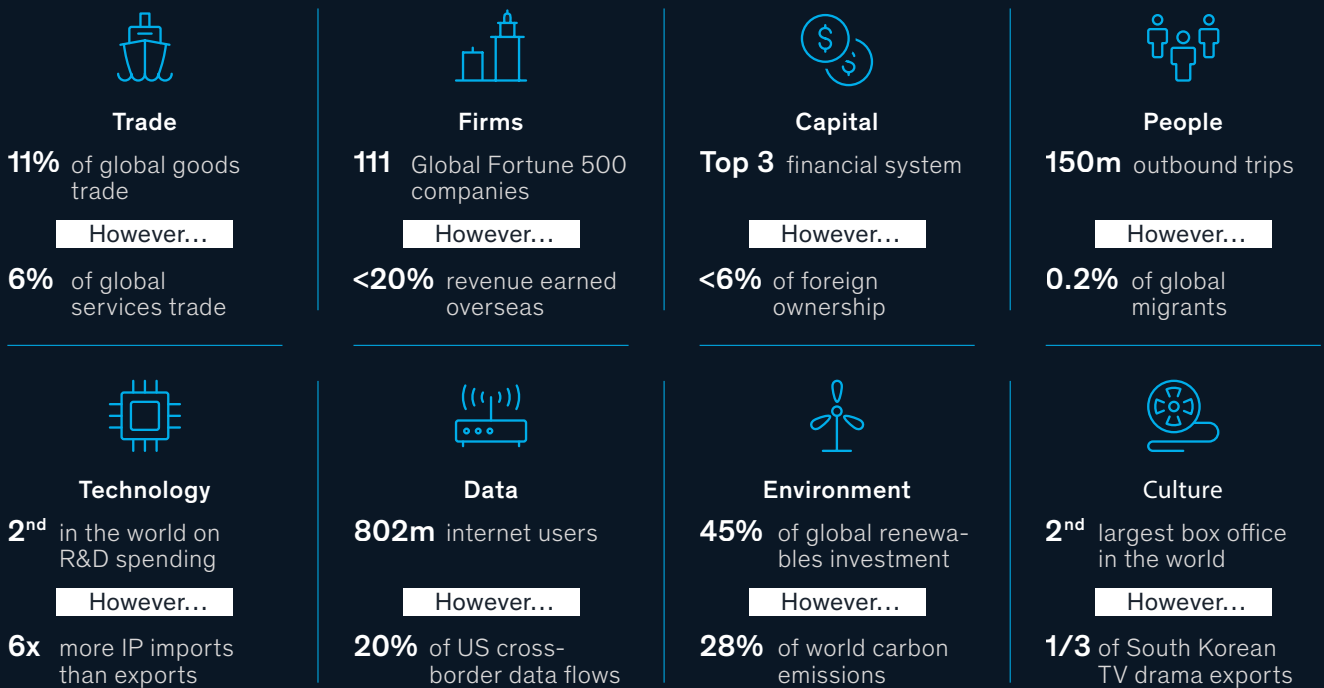 Trade
11% of global goods
trade
However...
6% of global
services trade
Firms
111 Global Fortune 500
companies
However...
<20% revenue earned
overseas
Capital
Top 3 financial system
However...
<6% of foreign
ownership
People
150m outbound trips
However...
0.2% of global
migrants
Technology
2nd in the world on
R&D spending
However...
6x more IP imports
than exports
Data
802m internet users
However...
20% of US cross-
border data flows
Environment
45% of global renewa-
bles investment
However...
28% of world carbon
emissions
Culture
2nd largest box office
in the world
However...
1/3 of South Korean
TV drama exports